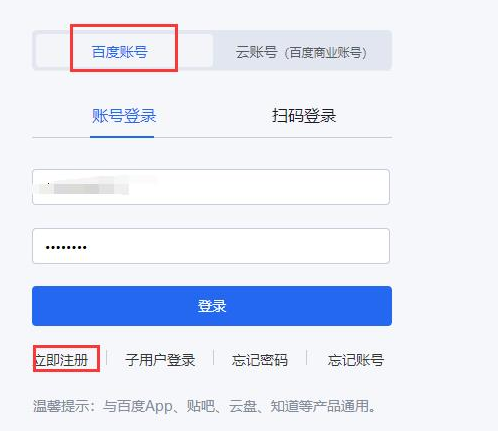 百度账号 云账号（百度商业账号）
账号登录 扫码登录
••••••••
登录
立即注册 子用户登录 忘记密码 忘记账号
温馨提示：与百度App、贴吧、云盘、知道等产品通用。